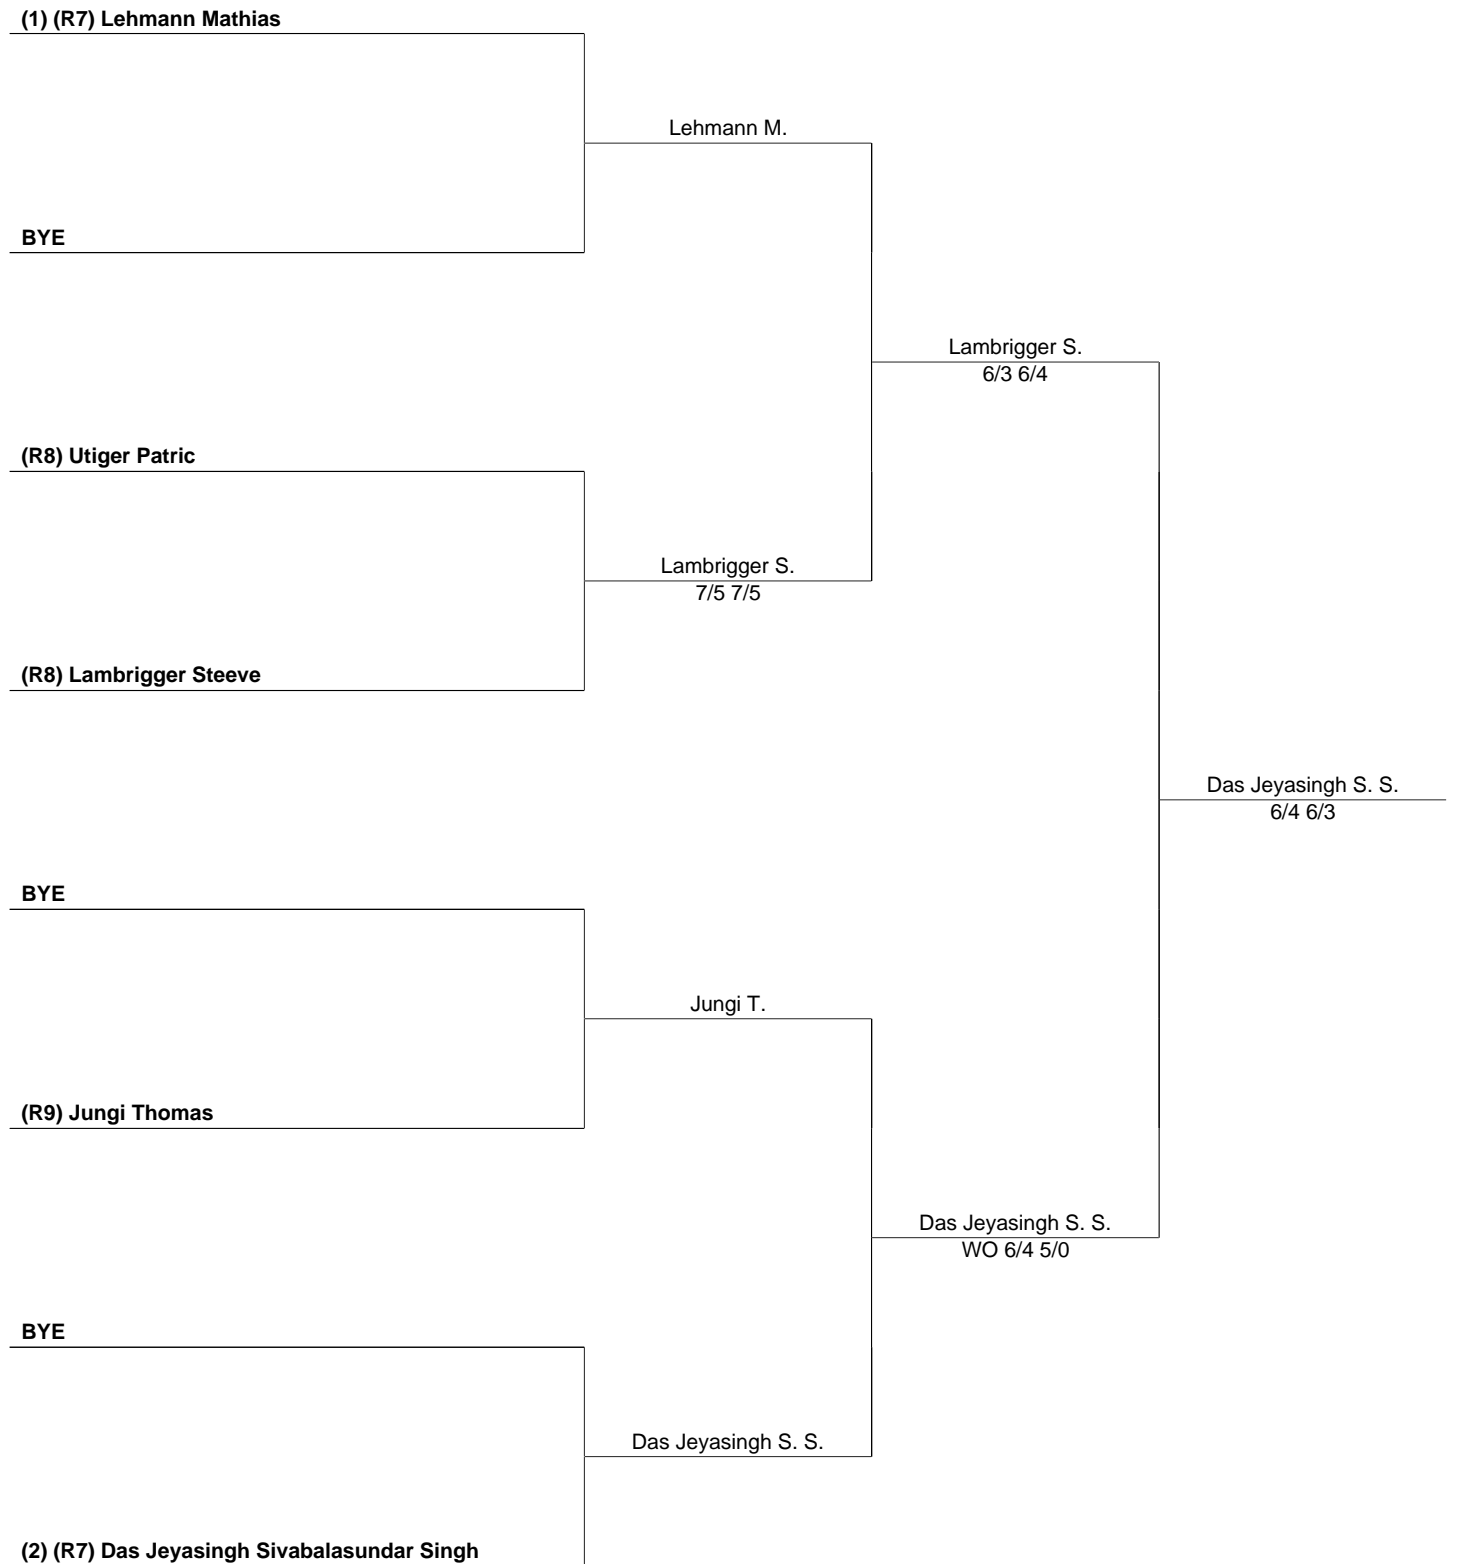 (1) (R7) Lehmann Mathias
Lehmann M.
BYE
Lambrigger S.
6/3 6/4
(R8) Utiger Patric
Lambrigger S.
7/5 7/5
(R8) Lambrigger Steeve
Das Jeyasingh S. S.
6/4 6/3
BYE
Jungi T.
(R9) Jungi Thomas
Das Jeyasingh S. S.
WO 6/4 5/0
BYE
Das Jeyasingh S. S.
(2) (R7) Das Jeyasingh Sivabalasundar Singh